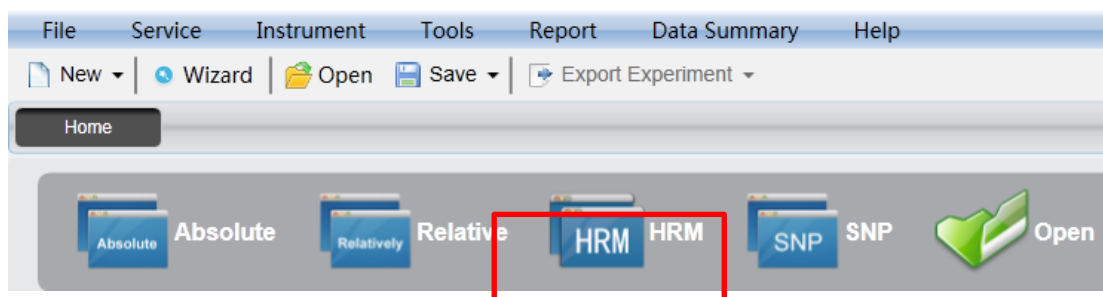 File Service Instrument Tools Report Data Summary Help
New Wizard Open Save Export Experiment
Home
Absolute Absolute Relatively Relative HRM HRM SNP SNP Open